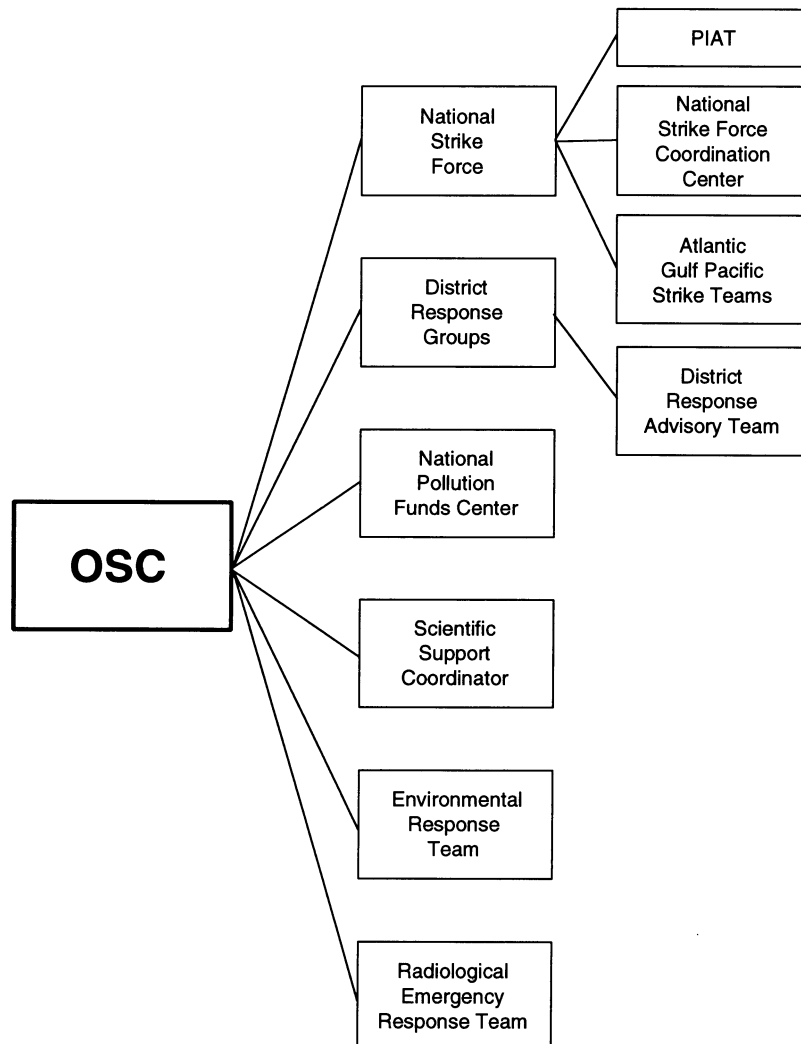 PIAT
National
Strike
Force
National
Strike Force
Coordination
Center
Atlantic
Gulf Pacific
Strike Teams
District
Response
Groups
District
Response
Advisory Team
National
Pollution
Funds Center
OSC
Scientific
Support
Coordinator
Environmental
Response
Team
Radiological
Emergency
Response Team